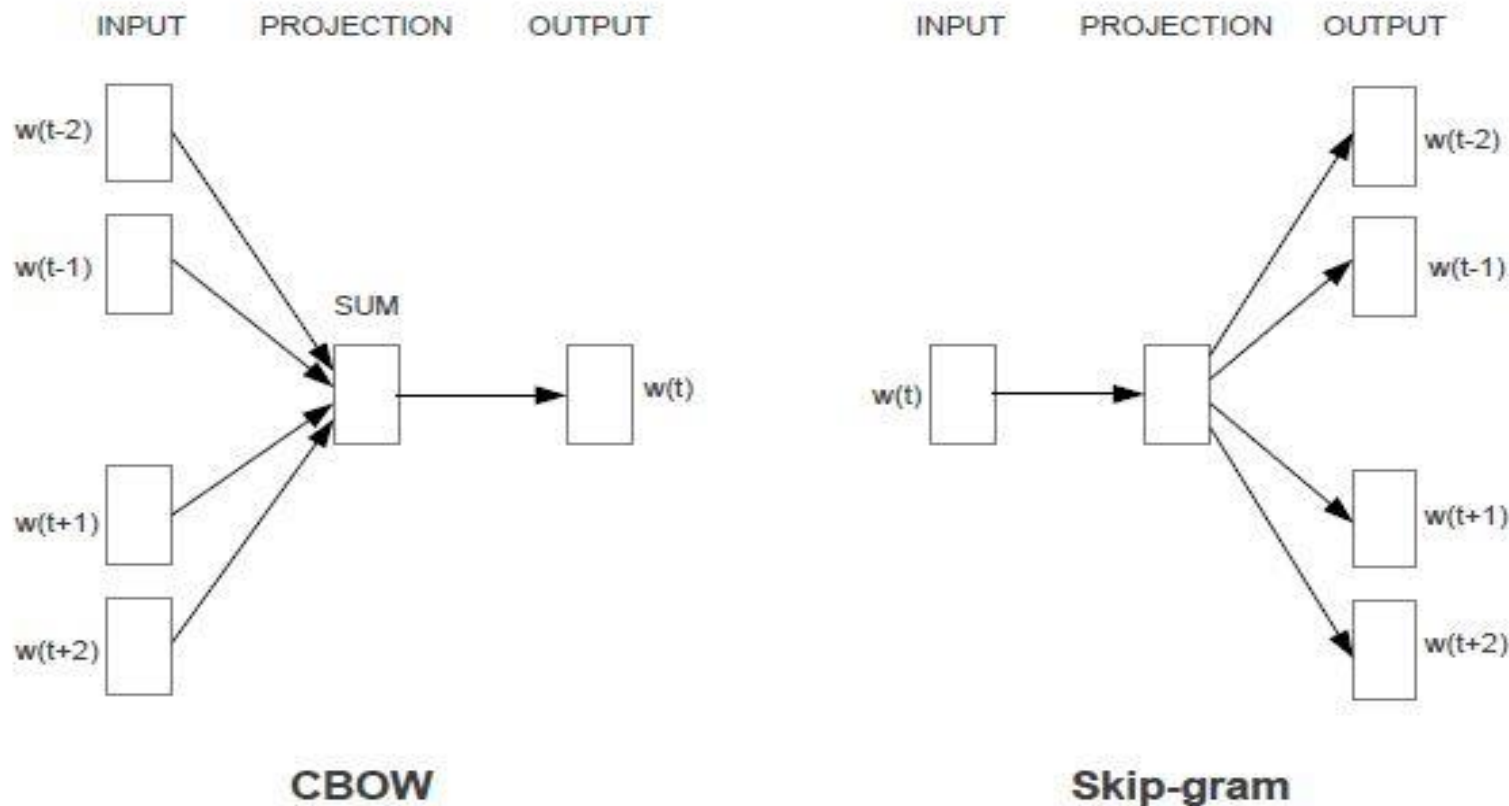 INPUT PROJECTION OUTPUT
w(t-2)
w(t-1)
SUM
w(t)
w(t+1)
w(t+2)
CBOW
INPUT PROJECTION OUTPUT
w(t-2)
w(t-1)
w(t)
w(t+1)
w(t+2)
Skip-gram